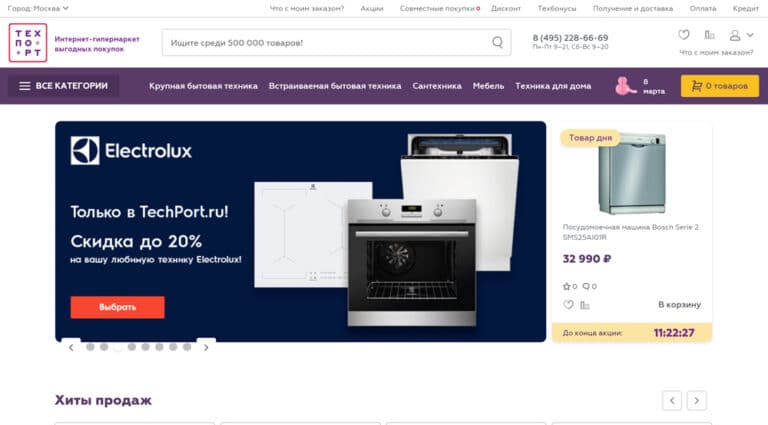 Город: Москва
Что с моим заказом?
Акции
Совместные покупки
Дисконт
Техбонусы
Получение и доставка
Оплата
Кредит
ТЕХ
ПО
РТ
Интернет-гипермаркет
выгодных покупок
Ищите среди 500 000 товаров!
8 (495) 228-66-69
Пн-Пт 9—21, Сб-Вс 9—20
Что с моим заказом?
ВСЕ КАТЕГОРИИ
Крупная бытовая техника
Встраиваемая бытовая техника
Сантехника
Мебель
Техника для дома
8
марта
0 товаров
Electrolux
Только в TechPort.ru!
Скидка до 20%
на вашу любимую технику Electrolux!
Выбрать
Товар дня
Посудомоечная машина Bosch Serie 2
SMS25AI01R
32 990 ₽
0
0
В корзину
До конца акции:
11:22:27
Хиты продаж